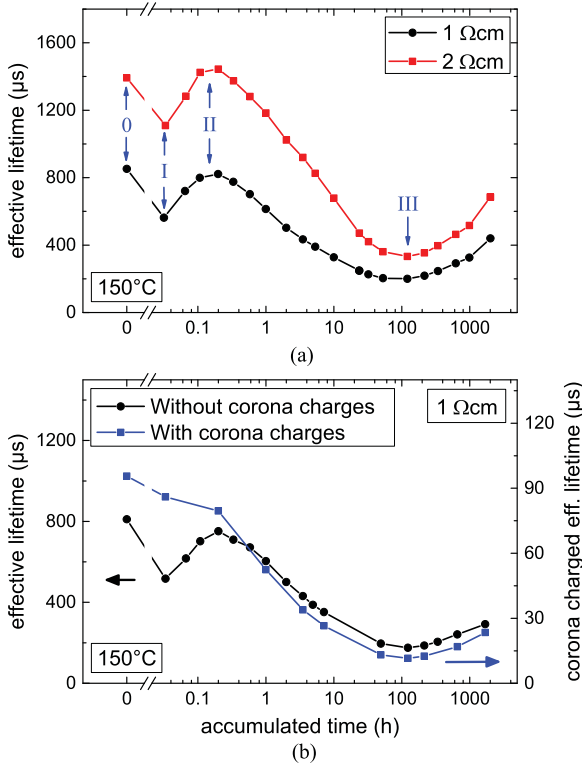 1600
1200
800
400
0
effective lifetime (µs)
1 Ωcm
2 Ωcm
0
I
II
III
150°C
0
0.1
1
10
100
1000
(a)
1200
800
400
0
effective lifetime (µs)
Without corona charges
With corona charges
1 Ωcm
120
90
60
30
0
corona charged eff. lifetime (µs)
150°C
0
0.1
1
10
100
1000
accumulated time (h)
(b)